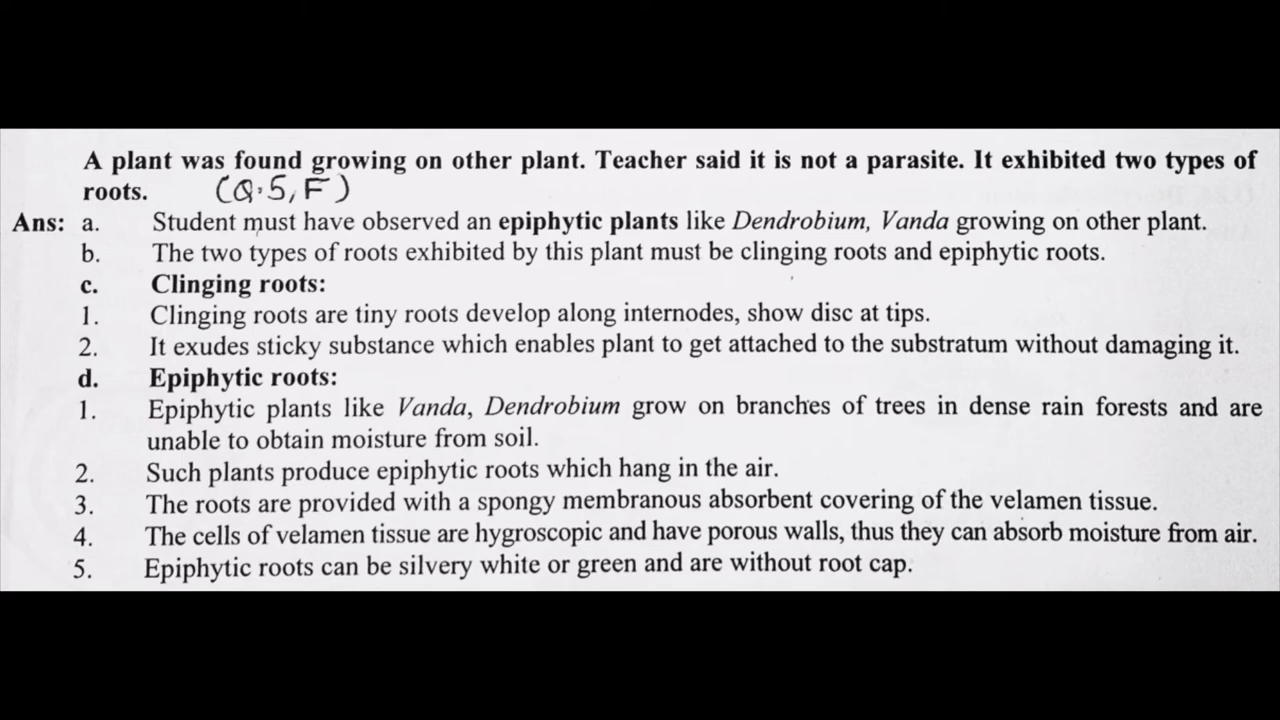 A plant was found growing on other plant. Teacher said it is not a parasite. It exhibited two types of
roots. (Q.5, F)
Ans: a. Student must have observed an epiphytic plants like Dendrobium, Vanda growing on other plant.
b. The two types of roots exhibited by this plant must be clinging roots and epiphytic roots.
c. Clinging roots:
1. Clinging roots are tiny roots develop along internodes, show disc at tips.
2. It exudes sticky substance which enables plant to get attached to the substratum without damaging it.
d. Epiphytic roots:
1. Epiphytic plants like Vanda, Dendrobium grow on branches of trees in dense rain forests and are
unable to obtain moisture from soil.
2. Such plants produce epiphytic roots which hang in the air.
3. The roots are provided with a spongy membranous absorbent covering of the velamen tissue.
4. The cells of velamen tissue are hygroscopic and have porous walls, thus they can absorb moisture from air.
5. Epiphytic roots can be silvery white or green and are without root cap.